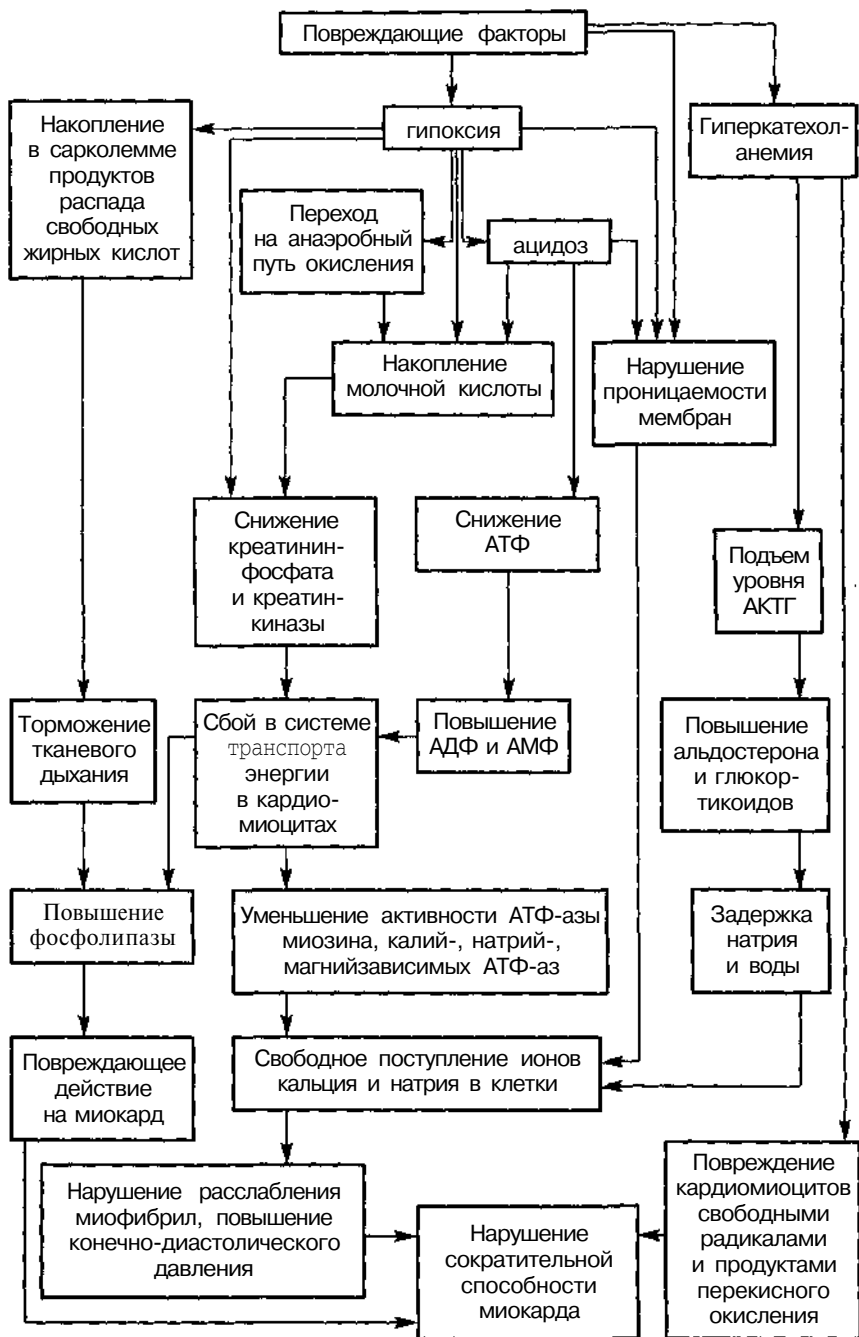 Повреждающие факторы
гипоксия
Накопление
в сарколемме
продуктов
распада
свободных
жирных кислот
Гиперкатехол-
анемия
Переход
на анаэробный
путь окисления
ацидоз
Накопление
молочной кислоты
Нарушение
проницаемости
мембран
Снижение
креатинин-
фосфата
и креатин-
киназы
Снижение
АТФ
Подъем
уровня
АКТГ
Торможение
тканевого
дыхания
Сбой в системе
транспорта
энергии
в кардио-
миоцитах
Повышение
АДФ и АМФ
Повышение
альдостерона
и глюкор-
тикоидов
Повышение
фосфолипазы
Уменьшение активности АТФ-азы
миозина, калий-, натрий-,
магнийзависимых АТФ-аз
Задержка
натрия
и воды
Повреждающее
действие
на миокард
Свободное поступление ионов
кальция и натрия в клетки
Нарушение расслабления
миофибрил, повышение
конечно-диастолического
давления
Нарушение
сократительной
способности
миокарда
Повреждение
кардиомиоцитов
свободными
радикалами
и продуктами
перекисного
окисления